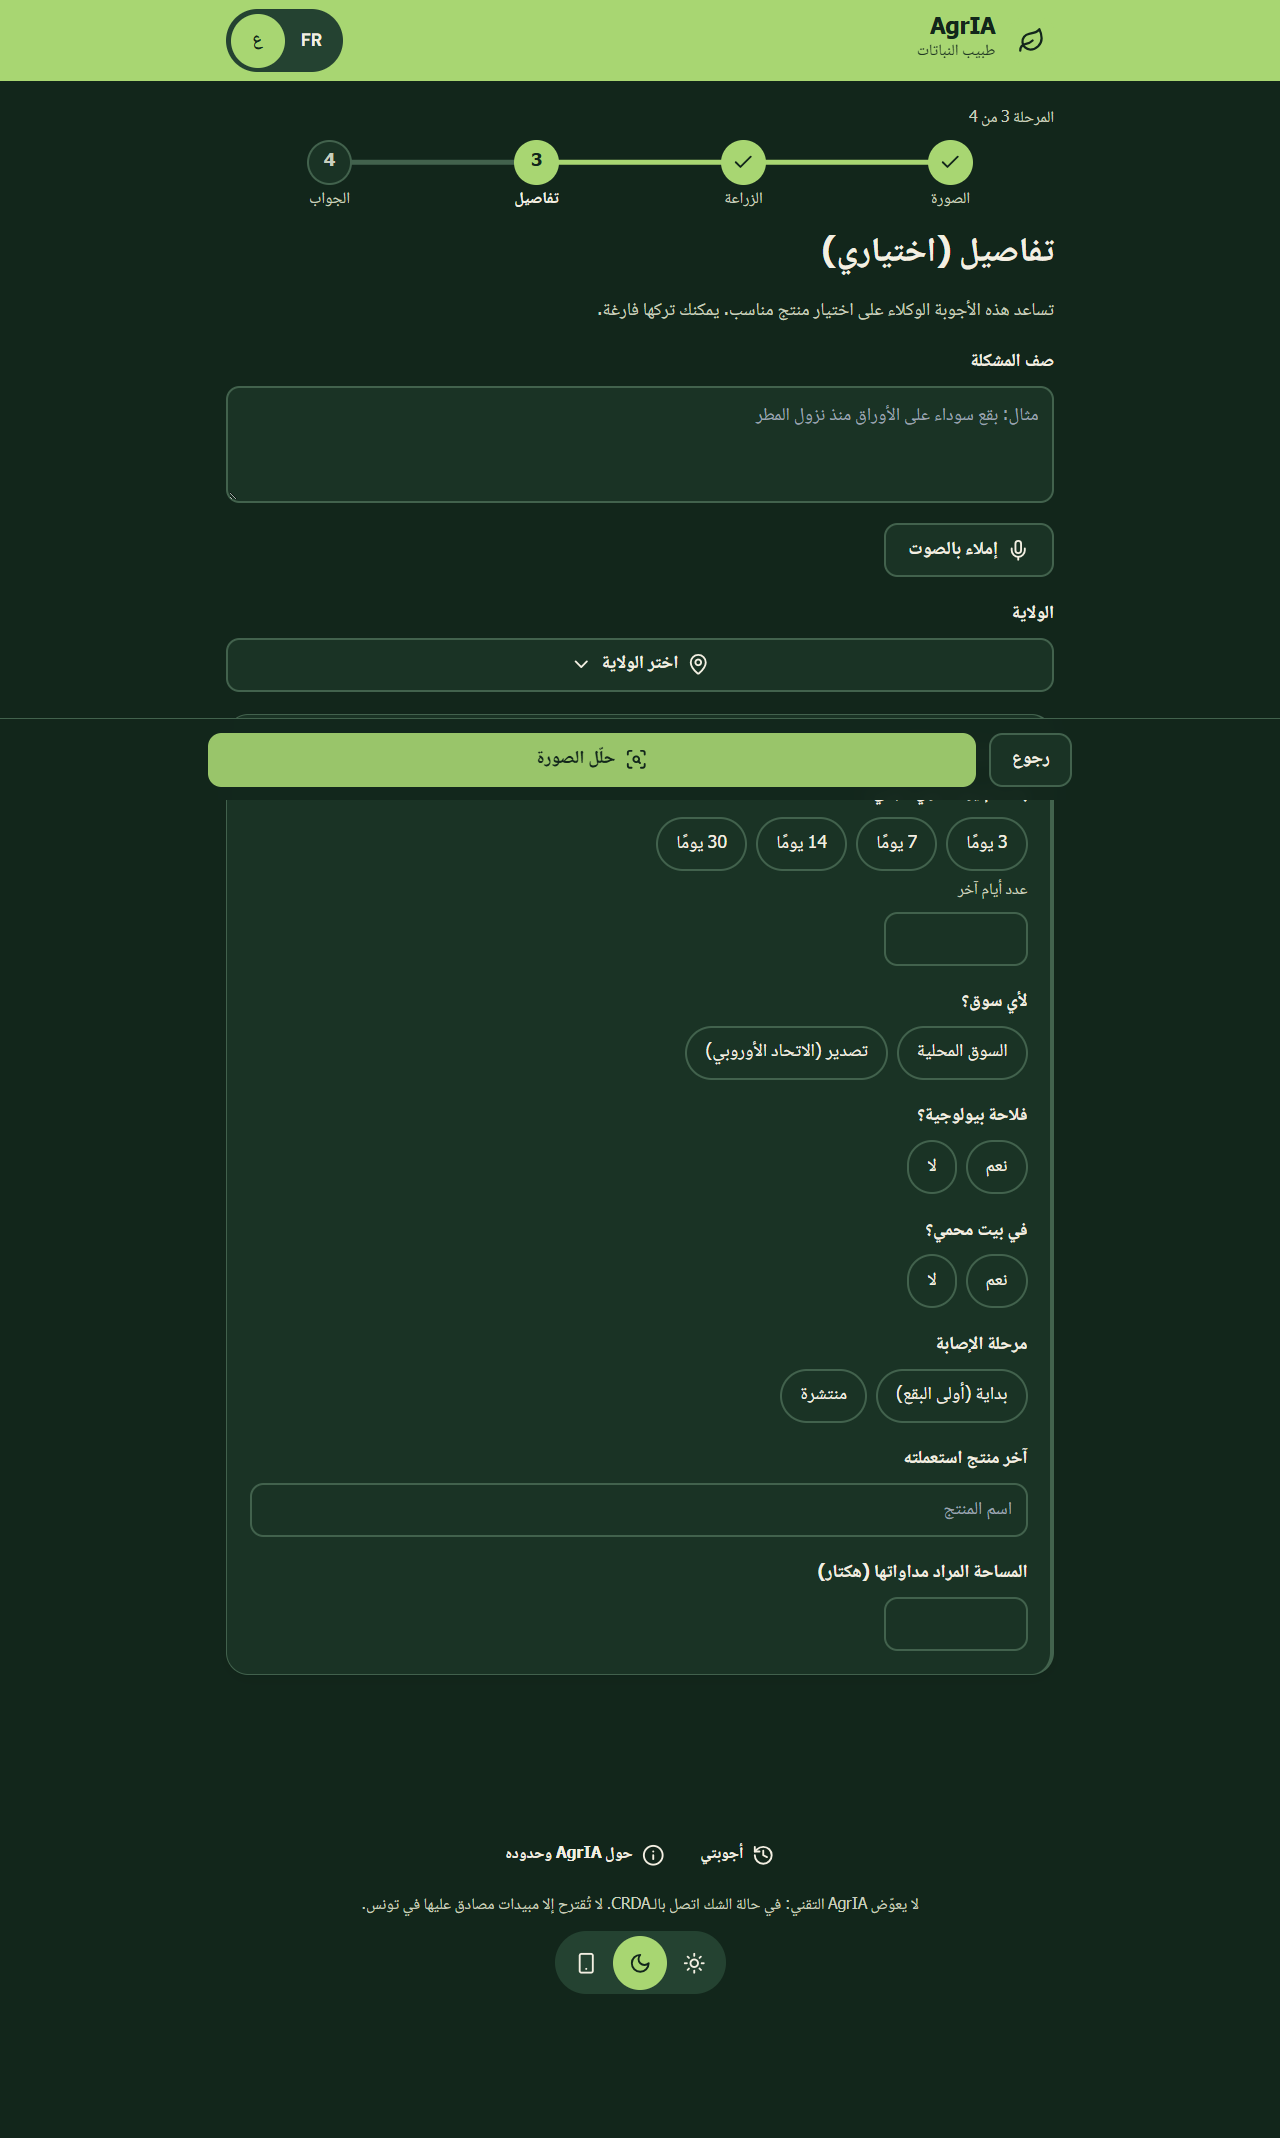 AgrIA
طبيب النباتات
FR
ع
المرحلة 3 من 4
الصورة
الزراعة
3
تفاصيل
4
الجواب
تفاصيل (اختياري)
تساعد هذه الأجوبة الوكلاء على اختيار منتج مناسب. يمكنك تركها فارغة.
صف المشكلة
مثال: بقع سوداء على الأوراق منذ نزول المطر
إملاء بالصوت
الولاية
اختر الولاية
رجوع
حلّل الصورة
3 يومًا
7 يومًا
14 يومًا
30 يومًا
عدد أيام آخر
لأي سوق؟
السوق المحلية
تصدير (الاتحاد الأوروبي)
فلاحة بيولوجية؟
نعم
لا
في بيت محمي؟
نعم
لا
مرحلة الإصابة
بداية (أولى البقع)
منتشرة
آخر منتج استعملته
اسم المنتج
المساحة المراد مداواتها (هكتار)
أجوبتي
حول AgrIA وحدوده
لا يعوّض AgrIA التقني: في حالة الشك اتصل بالـCRDA. لا تُقترح إلا مبيدات مصادق عليها في تونس.